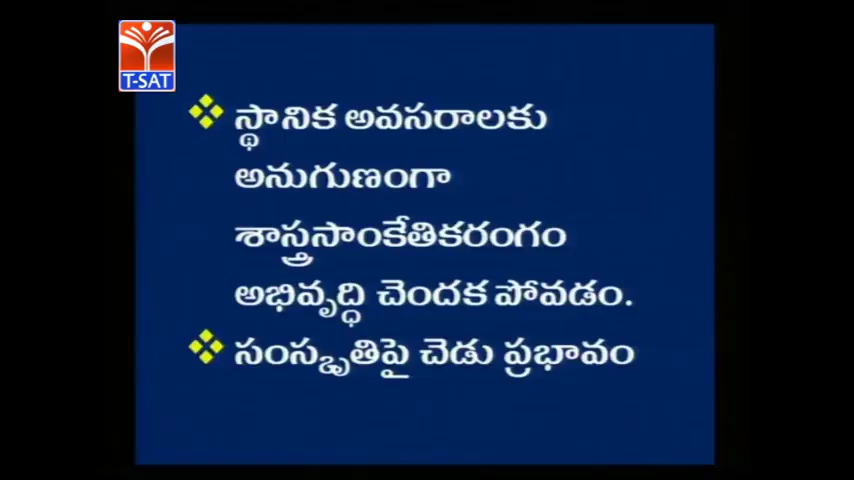 T-SAT
స్థానిక అవసరాలకు
అనుగుణంగా
శాస్త్రసాంకేతికరంగం
అభివృద్ధి చెందక పోవడం.
సంస్కృతిపై చెడు ప్రభావం